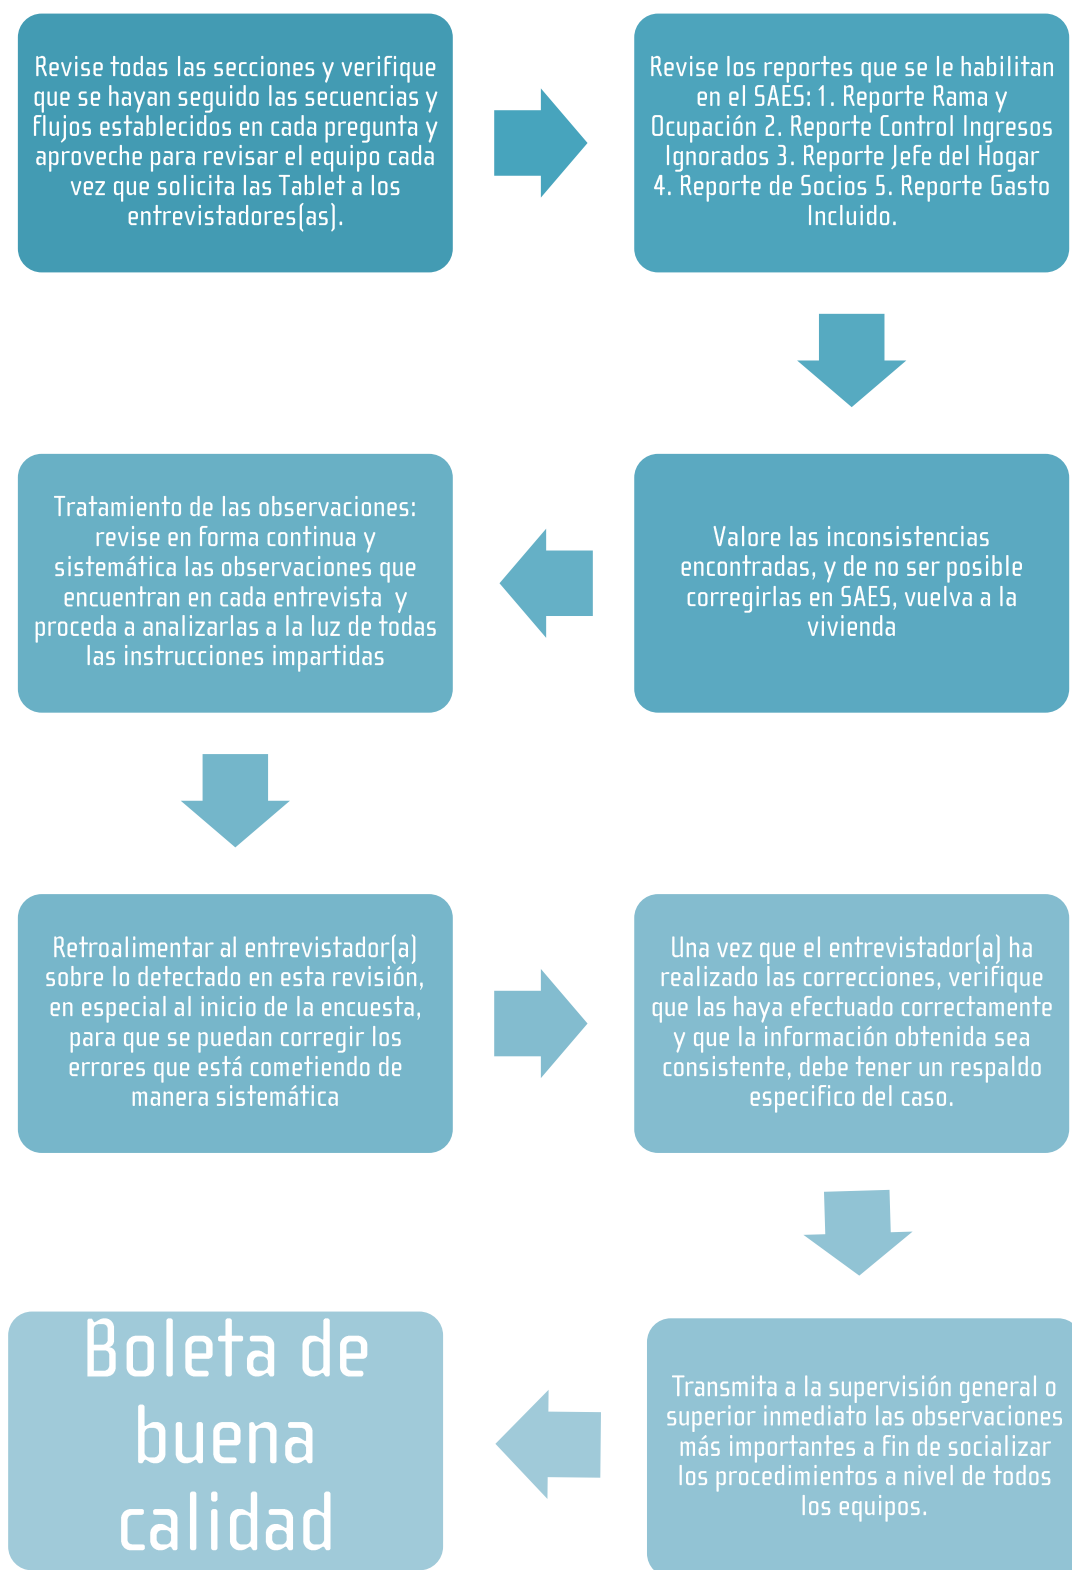 Revise todas las secciones y verifique
que se hayan seguido las secuencias y
flujos establecidos en cada pregunta y
aproveche para revisar el equipo cada
vez que solicita las Tablet a los
entrevistadores(as).
Revise los reportes que se le habilitan
en el SAES: 1. Reporte Rama y
Ocupación 2. Reporte Control Ingresos
Ignorados 3. Reporte Jefe del Hogar
4. Reporte de Socios 5. Reporte Gasto
Incluido.
Valore las inconsistencias
encontradas, y de no ser posible
corregirlas en SAES, vuelva a la
vivienda
Tratamiento de las observaciones:
revise en forma continua y
sistemática las observaciones que
encuentran en cada entrevista y
proceda a analizarlas a la luz de todas
las instrucciones impartidas
Retroalimentar al entrevistador(a)
sobre lo detectado en esta revisión,
en especial al inicio de la encuesta,
para que se puedan corregir los
errores que está cometiendo de
manera sistemática
Una vez que el entrevistador(a) ha
realizado las correcciones, verifique
que las haya efectuado correctamente
y que la información obtenida sea
consistente, debe tener un respaldo
especifico del caso.
Transmita a la supervisión general o
superior inmediato las observaciones
más importantes a fin de socializar
los procedimientos a nivel de todos
los equipos.
Boleta de
buena
calidad